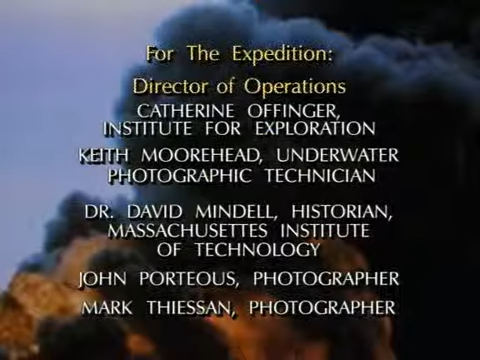 For The Expedition:
Director of Operations
CATHERINE OFFINGER,
INSTITUTE FOR EXPLORATION
KEITH MOOREHEAD, UNDERWATER
PHOTOGRAPHIC TECHNICIAN
DR. DAVID MINDELL, HISTORIAN,
MASSACHUSETTES INSTITUTE
OF TECHNOLOGY
JOHN PORTEOUS, PHOTOGRAPHER
MARK THIESSAN, PHOTOGRAPHER